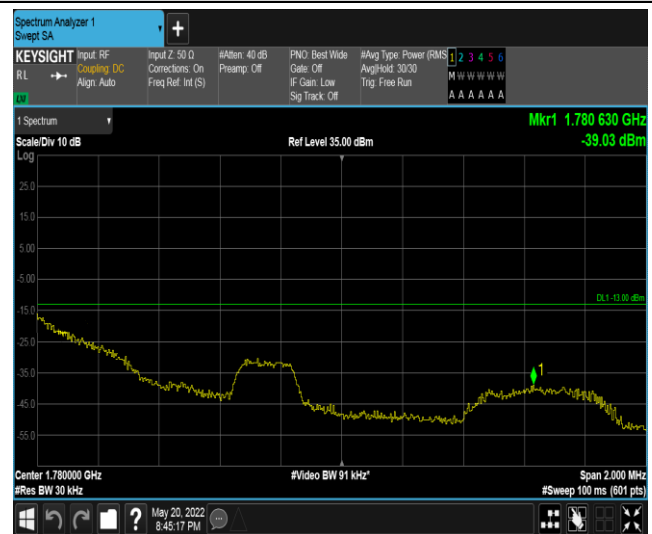 Spectrum Analyzer 1
Swept SA
+
KEYSIGHT Input: RF Input Z: 50 Ω #Atten: 40 dB PNO: Best Wide #Avg Type: Power (RMS 1 2 3 4 5 6
RL Coupling: DC Corrections: On Preamp: Off Gate: Off Avg|Hold: 30/30 M W W W W W
Align: Auto Freq Ref: Int (S) IF Gain: Low Trig: Free Run
Sig Track: Off A A A A A A
LXI
1 Spectrum Mkr1 1.780 630 GHz
Scale/Div 10 dB Ref Level 35.00 dBm -39.03 dBm
Log
25.0
15.0
5.00
-5.00
DL1 -13.00 dBm
-15.0
-25.0
1
-35.0
-45.0
-55.0
Center 1.780000 GHz #Video BW 91 kHz* Span 2.000 MHz
#Res BW 30 kHz #Sweep 100 ms (601 pts)
? May 20, 2022
8:45:17 PM